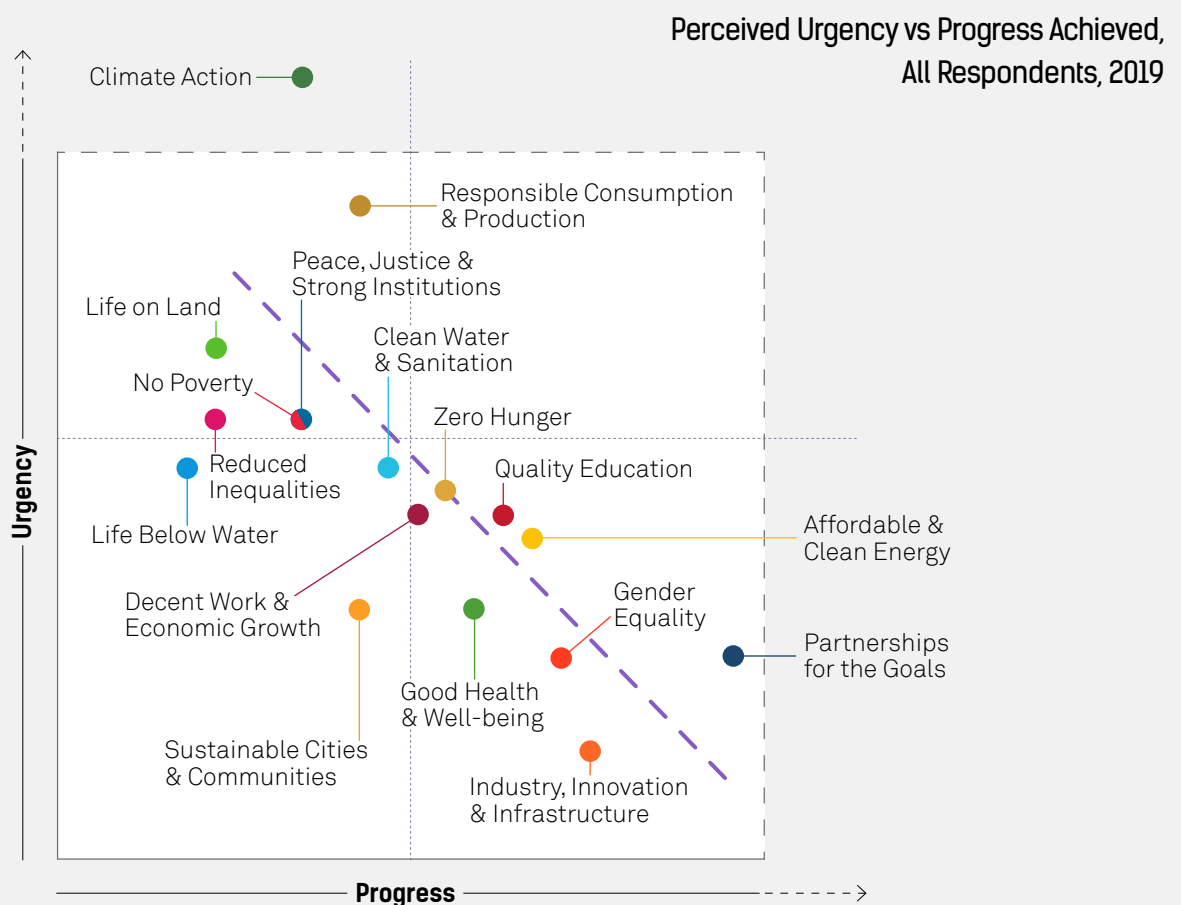 Perceived Urgency vs Progress Achieved,
All Respondents, 2019
Climate Action
Responsible Consumption
& Production
Peace, Justice &
Strong Institutions
Life on Land
Clean Water
& Sanitation
No Poverty
Zero Hunger
Quality Education
Reduced
Inequalities
Life Below Water
Affordable &
Clean Energy
Decent Work &
Economic Growth
Gender
Equality
Partnerships
for the Goals
Good Health
& Well-being
Sustainable Cities
& Communities
Industry, Innovation
& Infrastructure
Urgency
Progress